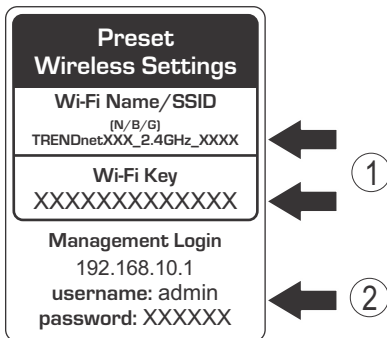 Preset
Wireless Settings
Wi-Fi Name/SSID
(N/B/G)
TRENDnetXXX_2.4GHz_XXXX
Wi-Fi Key
XXXXXXXXXXXXX
Management Login
192.168.10.1
username: admin
password: XXXXXX
1
2